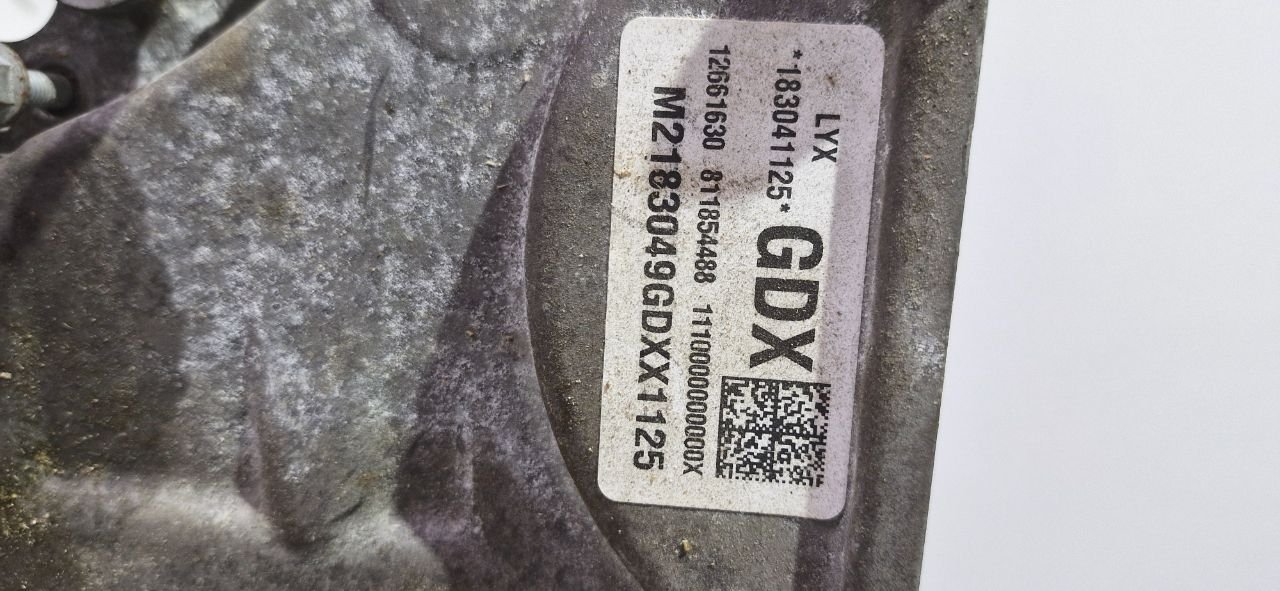 LYX
*183041125* GDX
12661630 811854488 11100000000000X
M2183049GDXX1125